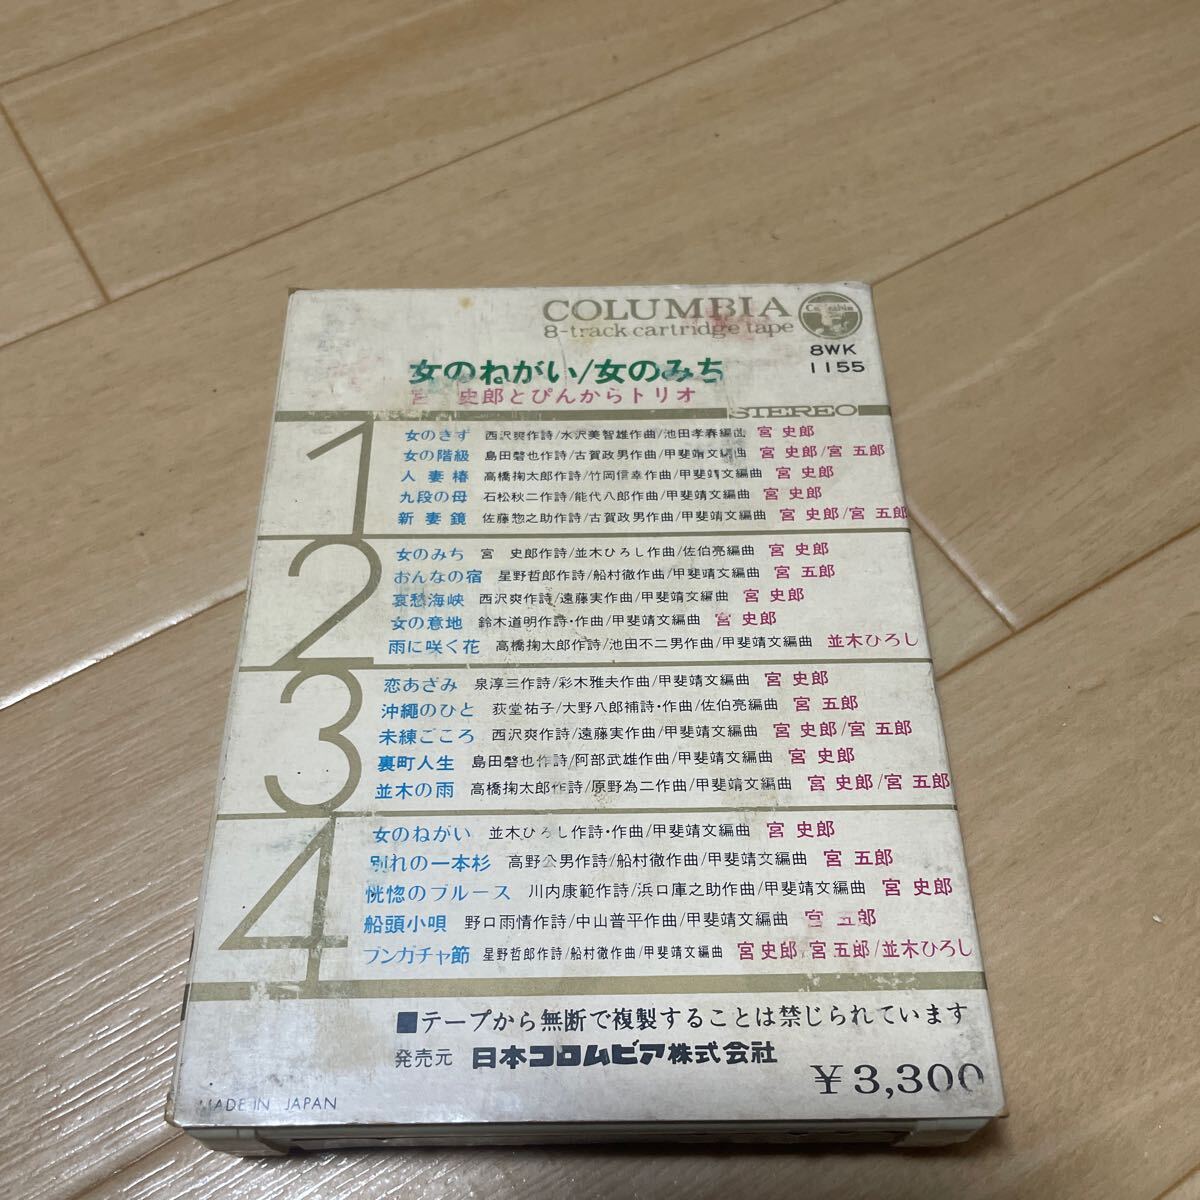 COLUMBIA
8-track cartridge tape
8WK
1155
女のねがい/女のみち
宮 史郎とぴんからトリオ
STEREO
1
女のきず 西沢爽作詩/水沢美智雄作曲/池田孝春編曲 宮 史郎
女の階級 島田磬也作詩/古賀政男作曲/甲斐靖文編曲 宮 史郎/宮 五郎
人妻椿 高橋掬太郎作詩/竹岡信幸作曲/甲斐靖文編曲 宮 史郎
九段の母 石松秋二作詩/能代八郎作曲/甲斐靖文編曲 宮 史郎
新妻鏡 佐藤惣之助作詩/古賀政男作曲/甲斐靖文編曲 宮 史郎/宮 五郎
2
女のみち 宮 史郎作詩/並木ひろし作曲/佐伯亮編曲 宮 史郎
おんなの宿 星野哲郎作詩/船村徹作曲/甲斐靖文編曲 宮 五郎
哀愁海峡 西沢爽作詩/遠藤実作曲/甲斐靖文編曲 宮 史郎
女の意地 鈴木道明作詩・作曲/甲斐靖文編曲 宮 史郎
雨に咲く花 高橋掬太郎作詩/池田不二男作曲/甲斐靖文編曲 並木ひろし
3
恋あざみ 泉淳三作詩/彩木雅夫作曲/甲斐靖文編曲 宮 史郎
沖縄のひと 荻堂祐子/大野八郎補詩・作曲/佐伯亮編曲 宮 五郎
未練ごころ 西沢爽作詩/遠藤実作曲/甲斐靖文編曲 宮 史郎/宮 五郎
裏町人生 島田磬也作詩/阿部武雄作曲/甲斐靖文編曲 宮 史郎
並木の雨 高橋掬太郎作詩/原野為二作曲/甲斐靖文編曲 宮 史郎/宮 五郎
4
女のねがい 並木ひろし作詩・作曲/甲斐靖文編曲 宮 史郎
別れの一本杉 高野公男作詩/船村徹作曲/甲斐靖文編曲 宮 五郎
恍惚のブルース 川内康範作詩/浜口庫之助作曲/甲斐靖文編曲 宮 史郎
船頭小唄 野口雨情作詩/中山晋平作曲/甲斐靖文編曲 宮 五郎
ブンガチャ節 星野哲郎作詩/船村徹作曲/甲斐靖文編曲 宮 史郎/宮 五郎/並木ひろし
■テープから無断で複製することは禁じられています
発売元 日本コロムビア株式会社
¥3,300
MADE IN JAPAN